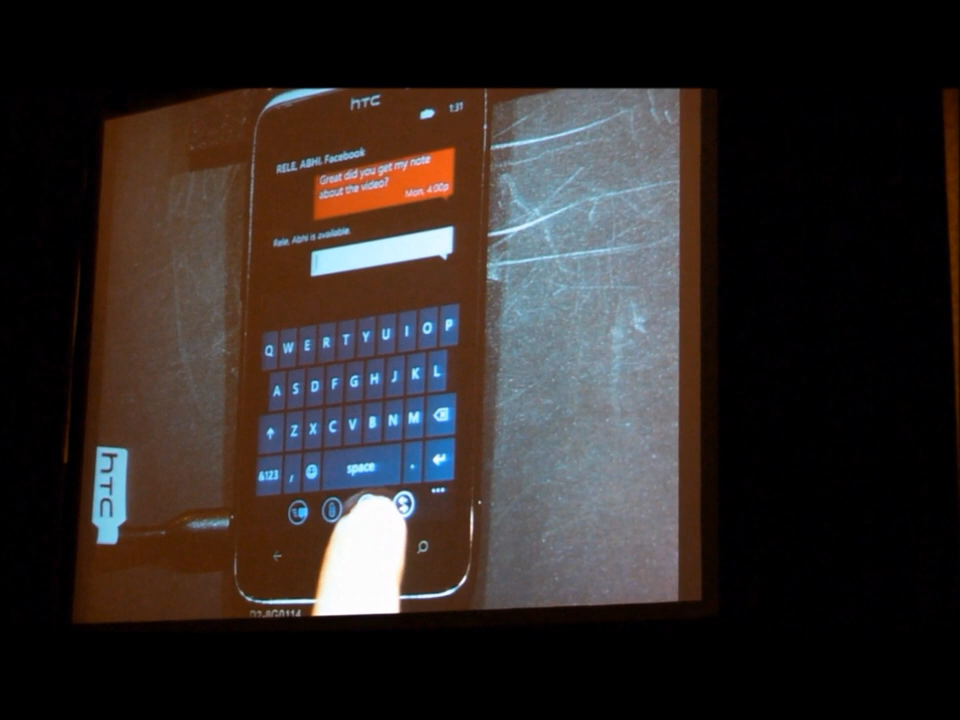 hTC
1:31
RELE, ABHI, Facebook
Great did you get my note
about the video?
Mon, 4:00p
Rele, Abhi is available.
Q W E R T Y U I O P
A S D F G H J K L
Z X C V B N M
&123 , space .
hTC